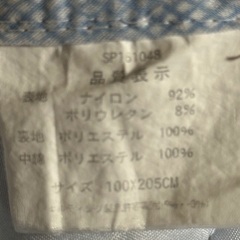 品質表示
表地 ナイロン 92%
ポリウレタン 8%
裏地 ポリエステル 100%
中綿 ポリエステル 100%
サイズ 100X205CM